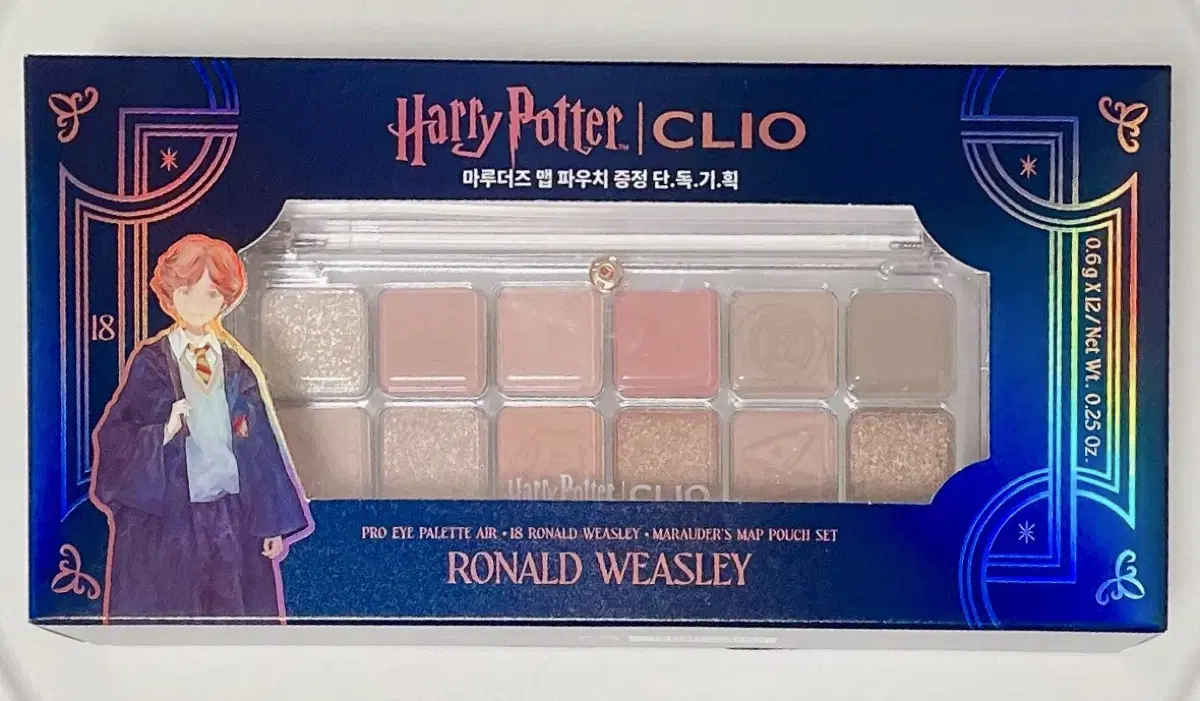 Harry Potter™ | CLIO
마루더즈 맵 파우치 증정 단.독.기.획
18
0.6g X 12 / Net Wt. 0.25 Oz.
Harry Potter | CLIO
PRO EYE PALETTE AIR • 18 RONALD WEASLEY • MARAUDER'S MAP POUCH SET
RONALD WEASLEY